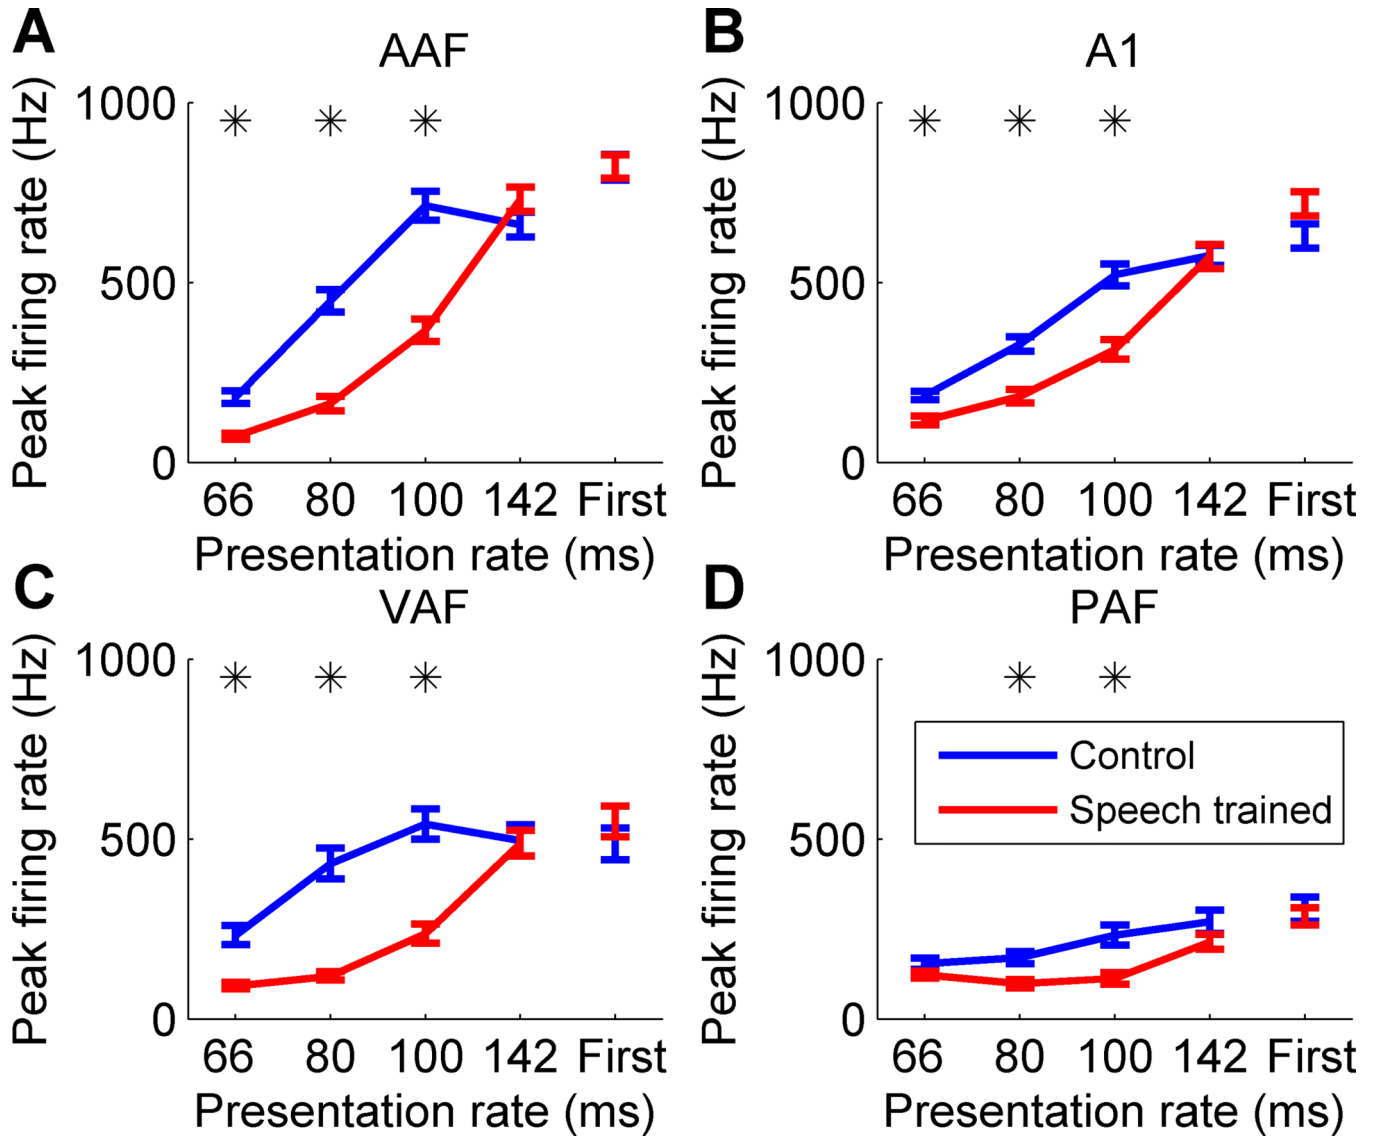 A
AAF
Peak firing rate (Hz)
1000
500
0
66 80 100 142 First
Presentation rate (ms)
B
A1
Peak firing rate (Hz)
1000
500
0
66 80 100 142 First
Presentation rate (ms)
C
VAF
Peak firing rate (Hz)
1000
500
0
66 80 100 142 First
Presentation rate (ms)
D
PAF
Peak firing rate (Hz)
1000
500
0
Control
Speech trained
66 80 100 142 First
Presentation rate (ms)